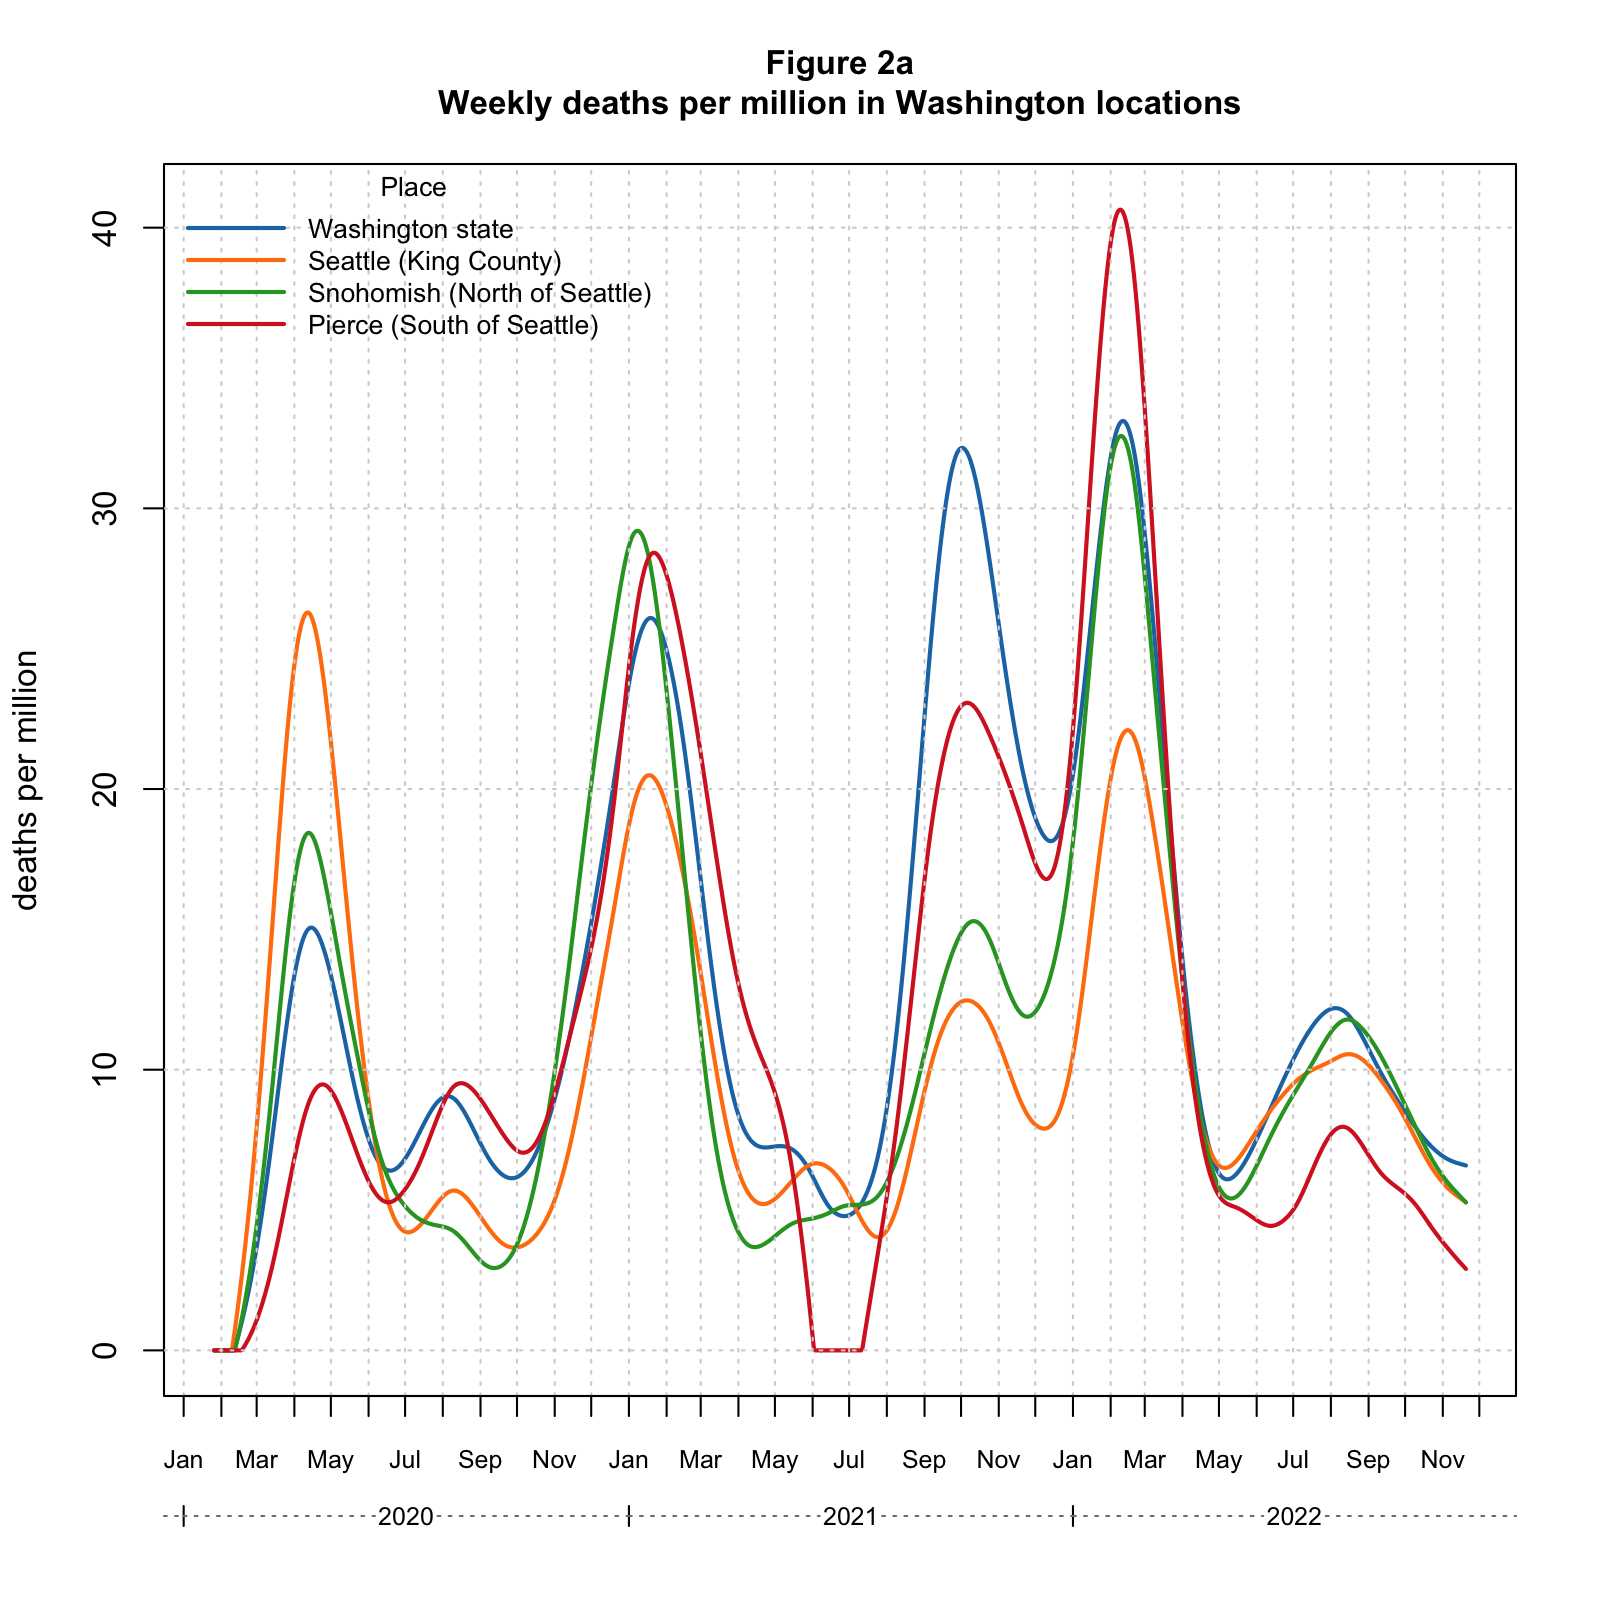 Figure 2a
Weekly deaths per million in Washington locations
Place
Washington state
Seattle (King County)
Snohomish (North of Seattle)
Pierce (South of Seattle)
deaths per million
40
30
20
10
0
Jan Mar May Jul Sep Nov Jan Mar May Jul Sep Nov Jan Mar May Jul Sep Nov
2020 2021 2022